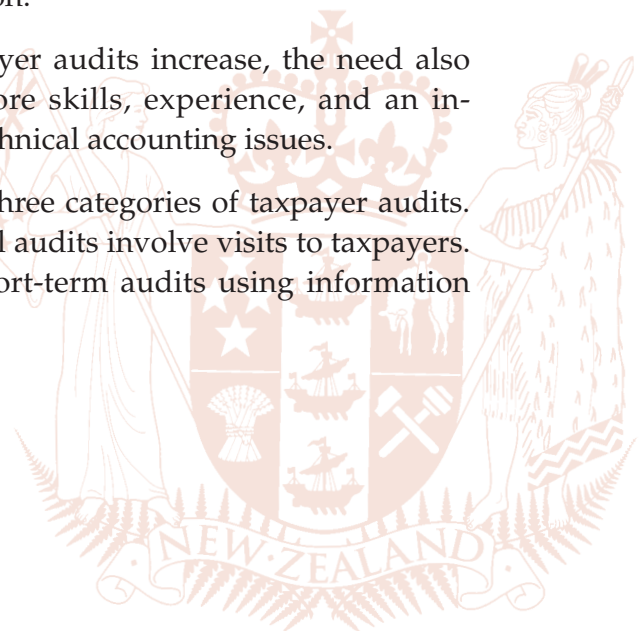 on.
yer audits increase, the need also
ore skills, experience, and an in-
hnical accounting issues.
hree categories of taxpayer audits.
l audits involve visits to taxpayers.
ort-term audits using information
NEW·ZEALAND